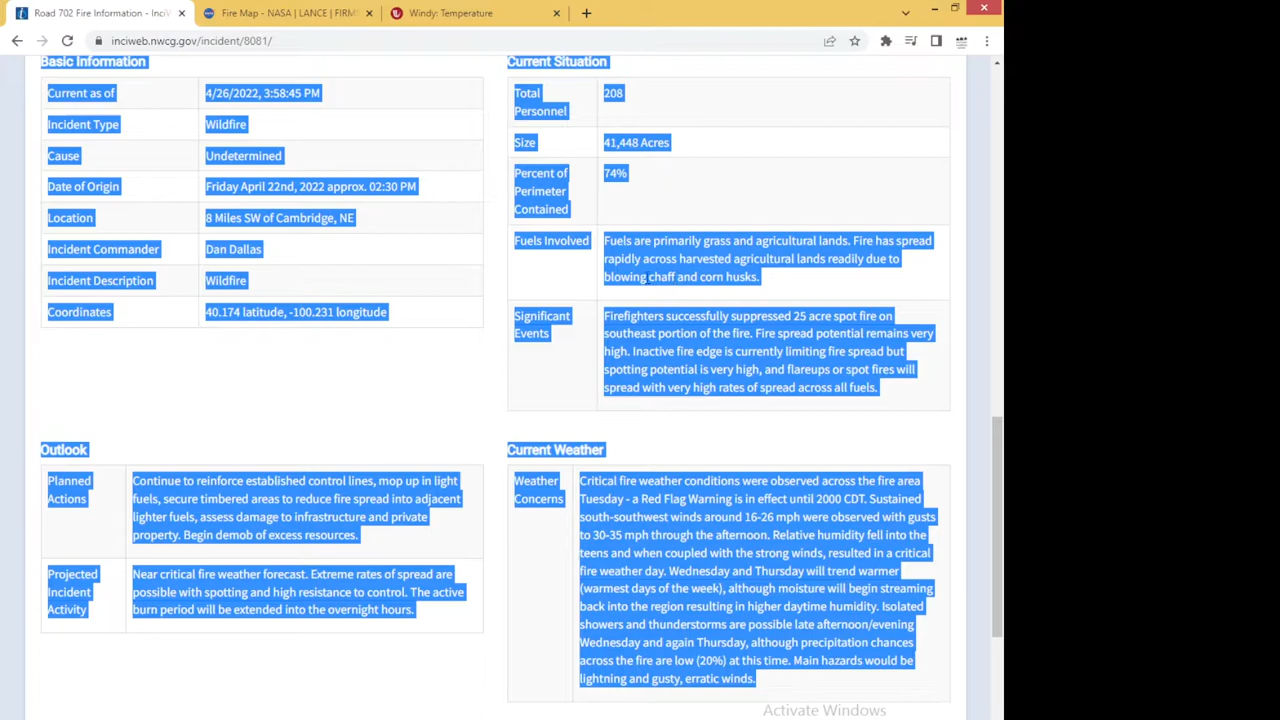 Road 702 Fire Information - InciW
Fire Map - NASA | LANCE | FIRM
Windy: Temperature
inciweb.nwcg.gov/incident/8081/
Basic Information
Current as of 4/26/2022, 3:58:45 PM
Incident Type Wildfire
Cause Undetermined
Date of Origin Friday April 22nd, 2022 approx. 02:30 PM
Location 8 Miles SW of Cambridge, NE
Incident Commander Dan Dallas
Incident Description Wildfire
Coordinates 40.174 latitude, -100.231 longitude
Current Situation
Total
Personnel
208
Size 41,448 Acres
Percent of
Perimeter
Contained
74%
Fuels Involved
Fuels are primarily grass and agricultural lands. Fire has spread
rapidly across harvested agricultural lands readily due to
blowing chaff and corn husks.
Significant
Events
Firefighters successfully suppressed 25 acre spot fire on
southeast portion of the fire. Fire spread potential remains very
high. Inactive fire edge is currently limiting fire spread but
spotting potential is very high, and flareups or spot fires will
spread with very high rates of spread across all fuels.
Outlook
Planned
Actions
Continue to reinforce established control lines, mop up in light
fuels, secure timbered areas to reduce fire spread into adjacent
lighter fuels, assess damage to infrastructure and private
property. Begin demob of excess resources.
Projected
Incident
Activity
Near critical fire weather forecast. Extreme rates of spread are
possible with spotting and high resistance to control. The active
burn period will be extended into the overnight hours.
Current Weather
Weather
Concerns
Critical fire weather conditions were observed across the fire area
Tuesday - a Red Flag Warning is in effect until 2000 CDT. Sustained
south-southwest winds around 16-26 mph were observed with gusts
to 30-35 mph through the afternoon. Relative humidity fell into the
teens and when coupled with the strong winds, resulted in a critical
fire weather day. Wednesday and Thursday will trend warmer
(warmest days of the week), although moisture will begin streaming
back into the region resulting in higher daytime humidity. Isolated
showers and thunderstorms are possible late afternoon/evening
Wednesday and again Thursday, although precipitation chances
across the fire are low (20%) at this time. Main hazards would be
lightning and gusty, erratic winds.
Activate Windows